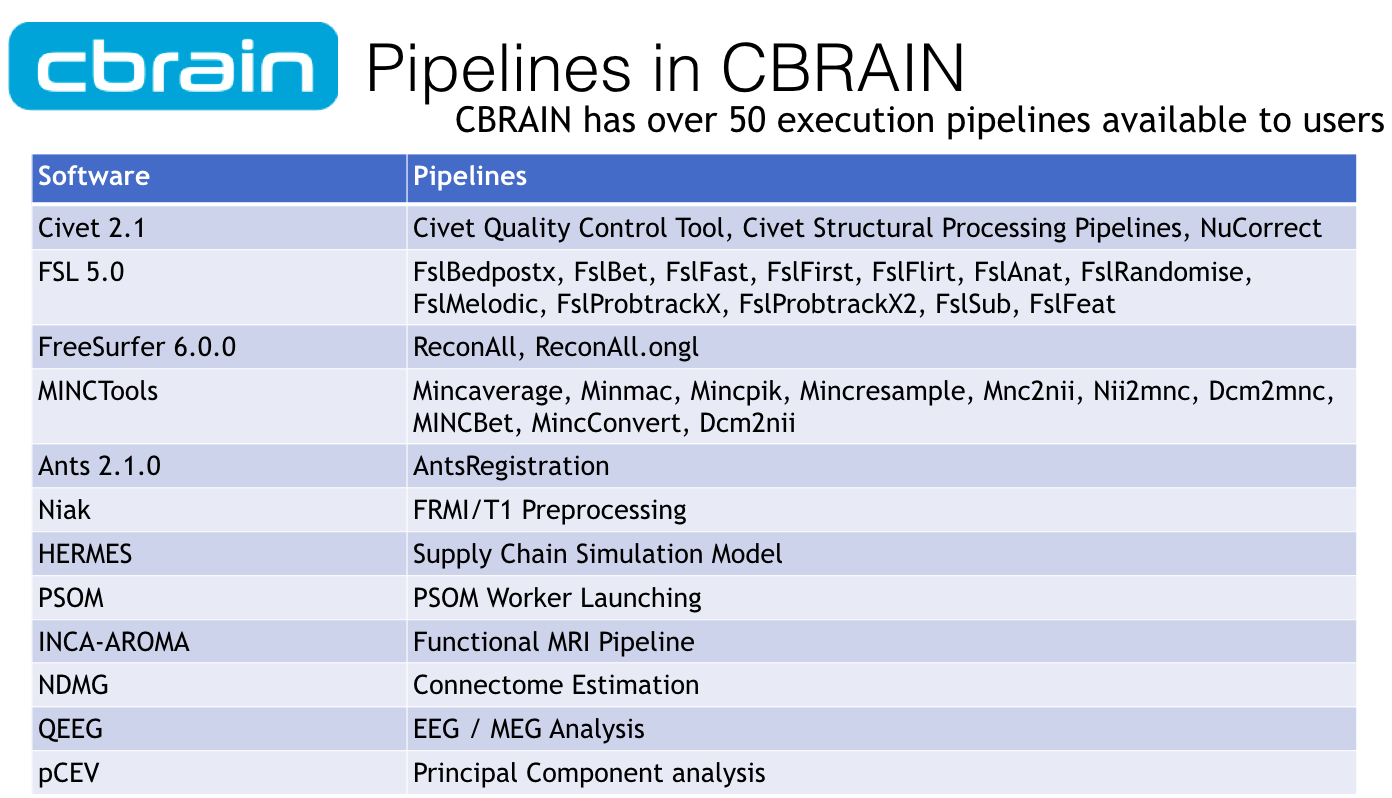 cbrain
Pipelines in CBRAIN
CBRAIN has over 50 execution pipelines available to users
Software Pipelines
Civet 2.1 Civet Quality Control Tool, Civet Structural Processing Pipelines, NuCorrect
FSL 5.0 FslBedpostx, FslBet, FslFast, FslFirst, FslFlirt, FslAnat, FslRandomise,
FslMelodic, FslProbtrackX, FslProbtrackX2, FslSub, FslFeat
FreeSurfer 6.0.0 ReconAll, ReconAll.ongl
MINCTools Mincaverage, Minmac, Mincpik, Mincresample, Mnc2nii, Nii2mnc, Dcm2mnc,
MINCBet, MincConvert, Dcm2nii
Ants 2.1.0 AntsRegistration
Niak FRMI/T1 Preprocessing
HERMES Supply Chain Simulation Model
PSOM PSOM Worker Launching
INCA-AROMA Functional MRI Pipeline
NDMG Connectome Estimation
QEEG EEG / MEG Analysis
pCEV Principal Component analysis